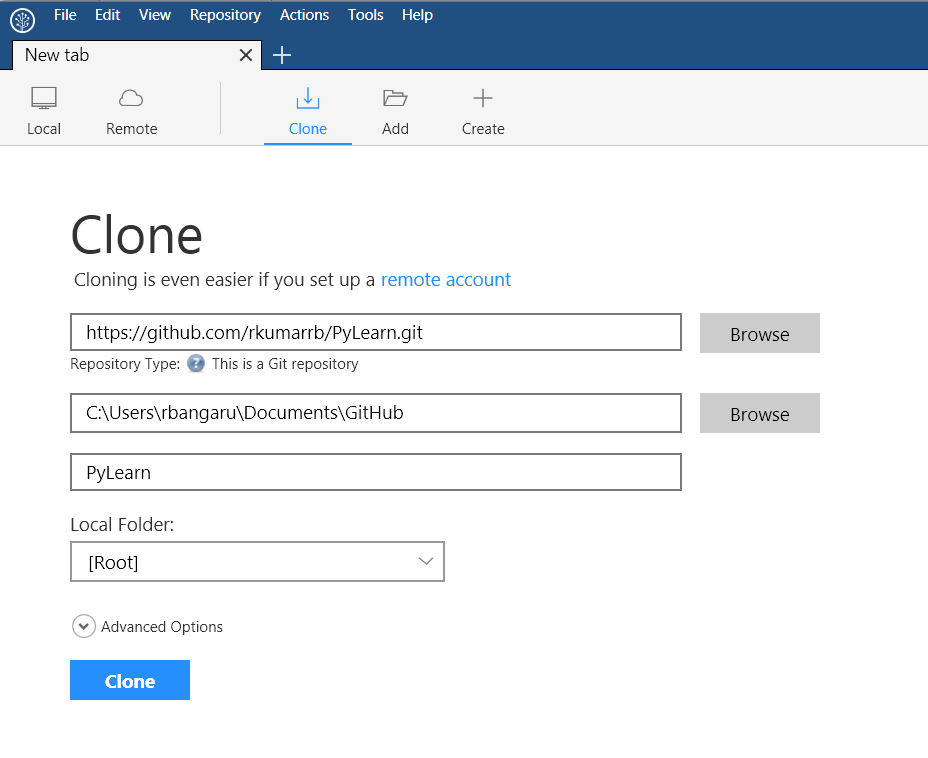 File Edit View Repository Actions Tools Help
New tab
Local Remote Clone Add Create
Clone
Cloning is even easier if you set up a remote account
https://github.com/rkumarrb/PyLearn.git Browse
Repository Type: ? This is a Git repository
C:\Users\rbangaru\Documents\GitHub Browse
PyLearn
Local Folder:
[Root]
Advanced Options
Clone